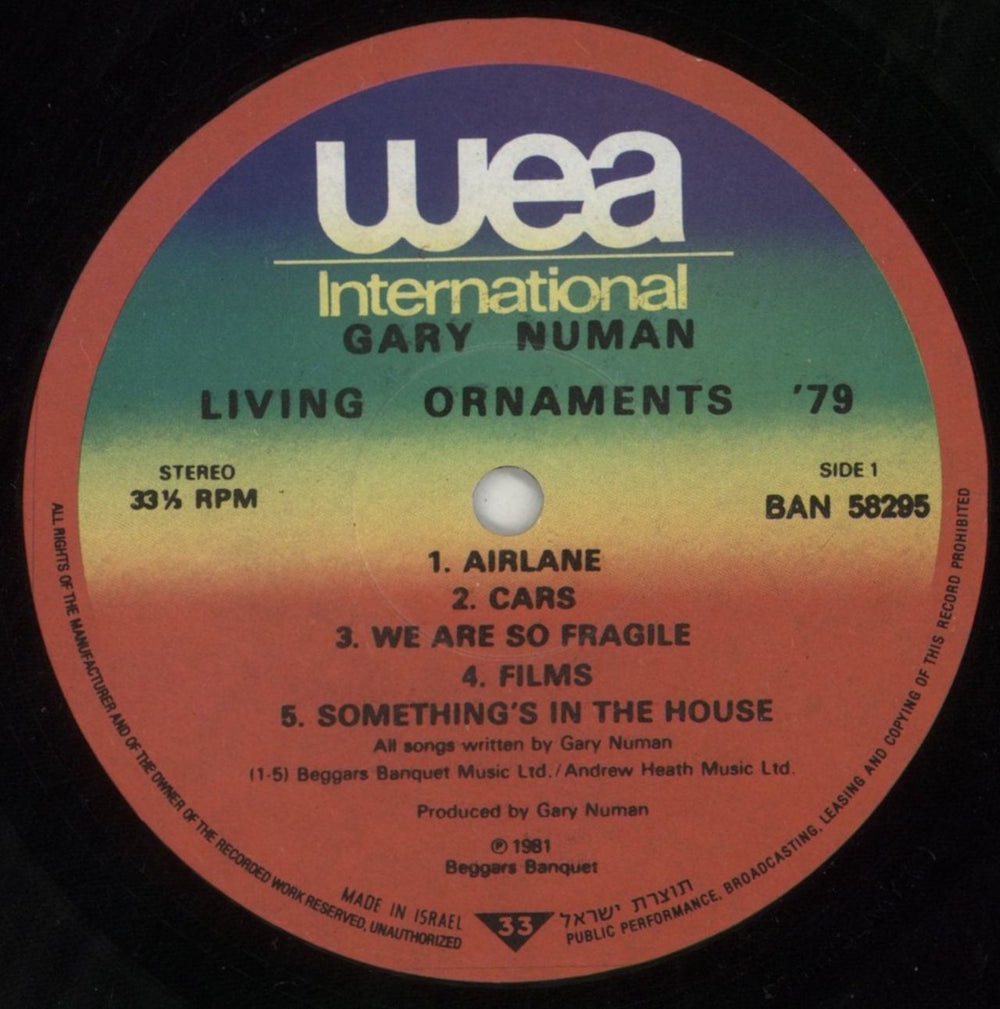 wea
International
GARY NUMAN
LIVING ORNAMENTS '79
STEREO
33⅓ RPM
SIDE 1
BAN 58295
1. AIRLANE
2. CARS
3. WE ARE SO FRAGILE
4. FILMS
5. SOMETHING'S IN THE HOUSE
All songs written by Gary Numan
(1-5) Beggars Banquet Music Ltd./Andrew Heath Music Ltd.
Produced by Gary Numan
℗ 1981
Beggars Banquet
MADE IN ISRAEL
33
תוצרת ישראל
ALL RIGHTS OF THE MANUFACTURER AND OF THE OWNER OF THE RECORDED WORK RESERVED, UNAUTHORIZED
PUBLIC PERFORMANCE, BROADCASTING, LEASING AND COPYING OF THIS RECORD PROHIBITED